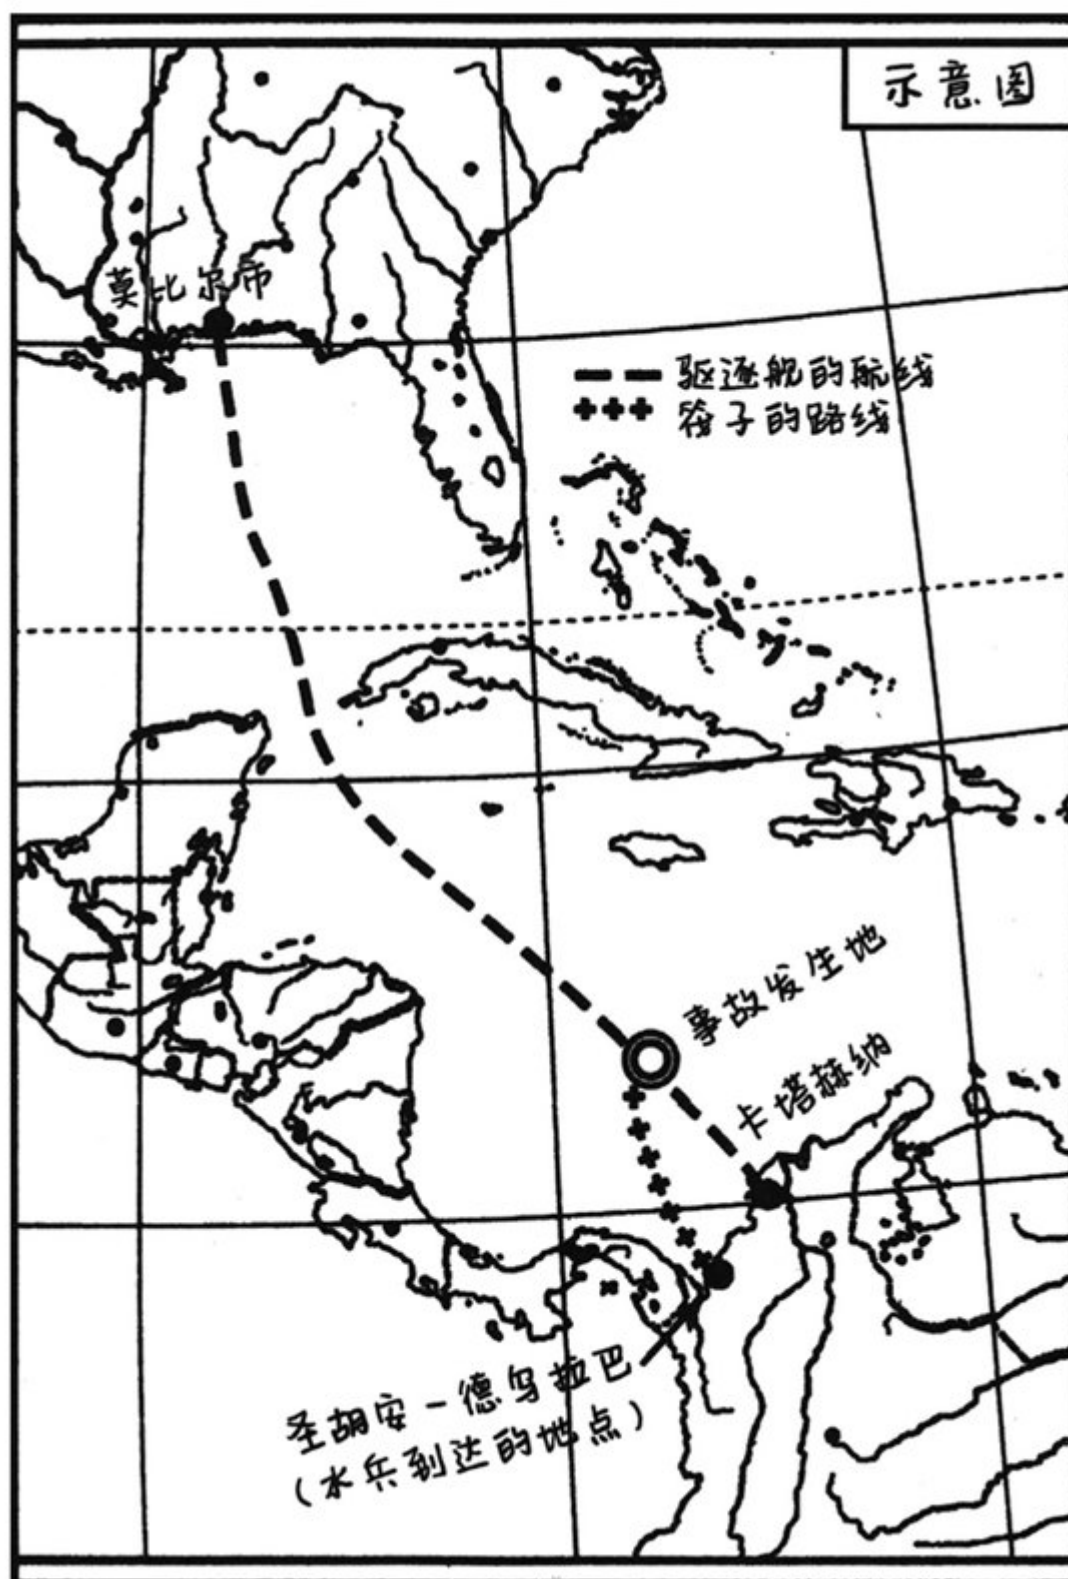 示意图
莫比尔市
驱逐舰的航线
筏子的路线
事故发生地
卡塔赫纳
圣胡安-德乌拉巴
(水兵到达的地点)